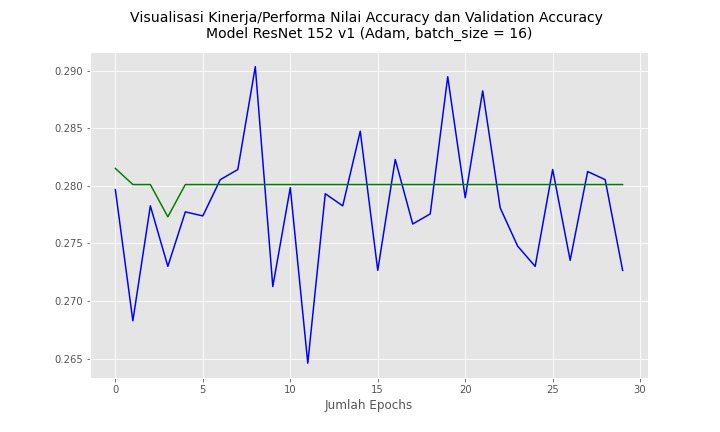 Visualisasi Kinerja/Performa Nilai Accuracy dan Validation Accuracy
Model ResNet 152 v1 (Adam, batch_size = 16)
0.290
0.285
0.280
0.275
0.270
0.265
0 5 10 15 20 25 30
Jumlah Epochs